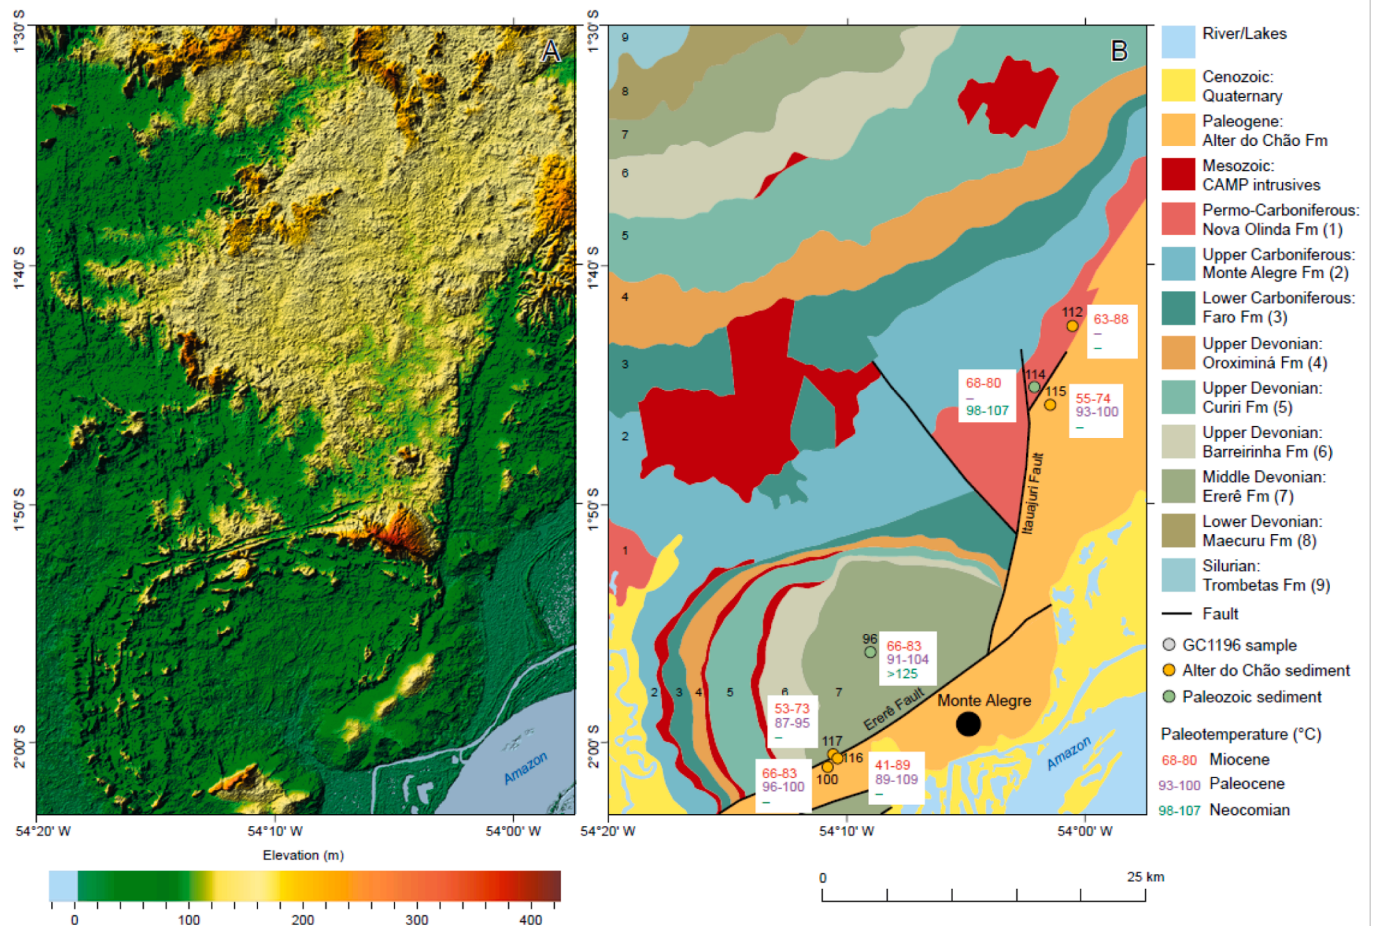 A
1°30' S
1°40' S
1°50' S
2°00' S
54°20' W
54°10' W
54°00' W
Amazon
Elevation (m)
0
100
200
300
400
B
1°30' S
1°40' S
1°50' S
2°00' S
54°20' W
54°10' W
54°00' W
9
8
7
6
5
4
3
2
1
2
3
4
5
6
7
112
63-88
–
–
114
68-80
–
98-107
115
55-74
93-100
–
Itauajuri Fault
96
66-83
91-104
>125
Ererê Fault
Monte Alegre
53-73
87-95
–
117
116
100
66-83
96-100
–
41-89
89-109
–
Amazon
0
25 km
River/Lakes
Cenozoic:
Quaternary
Paleogene:
Alter do Chão Fm
Mesozoic:
CAMP intrusives
Permo-Carboniferous:
Nova Olinda Fm (1)
Upper Carboniferous:
Monte Alegre Fm (2)
Lower Carboniferous:
Faro Fm (3)
Upper Devonian:
Oroximiná Fm (4)
Upper Devonian:
Curiri Fm (5)
Upper Devonian:
Barreirinha Fm (6)
Middle Devonian:
Ererê Fm (7)
Lower Devonian:
Maecuru Fm (8)
Silurian:
Trombetas Fm (9)
Fault
GC1196 sample
Alter do Chão sediment
Paleozoic sediment
Paleotemperature (°C)
68-80 Miocene
93-100 Paleocene
98-107 Neocomian